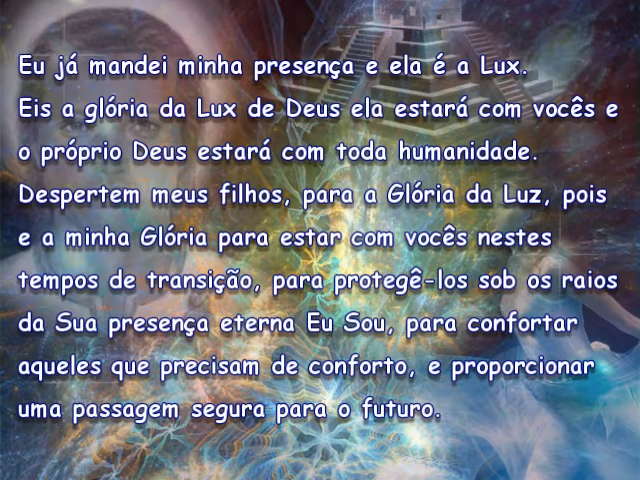 Eu já mandei minha presença e ela é a Lux.
Eis a glória da Lux de Deus ela estará com vocês e
o próprio Deus estará com toda humanidade.
Despertem meus filhos, para a Glória da Luz, pois
e a minha Glória para estar com vocês nestes
tempos de transição, para protegê-los sob os raios
da Sua presença eterna Eu Sou, para confortar
aqueles que precisam de conforto, e proporcionar
uma passagem segura para o futuro.